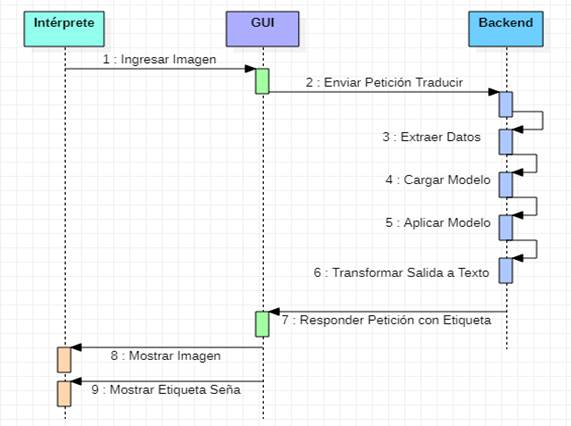 Intérprete
GUI
Backend
1 : Ingresar Imagen
2 : Enviar Petición Traducir
3 : Extraer Datos
4 : Cargar Modelo
5 : Aplicar Modelo
6 : Transformar Salida a Texto
7 : Responder Petición con Etiqueta
8 : Mostrar Imagen
9 : Mostrar Etiqueta Seña